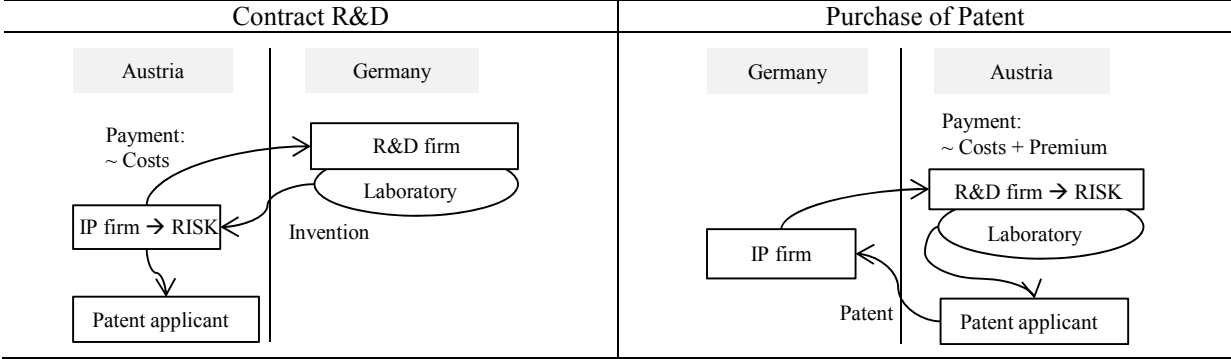 Contract R&D
Austria
Germany
Payment:
~ Costs
R&D firm
Laboratory
IP firm → RISK
Invention
Patent applicant
Purchase of Patent
Germany
Austria
Payment:
~ Costs + Premium
R&D firm → RISK
Laboratory
IP firm
Patent
Patent applicant